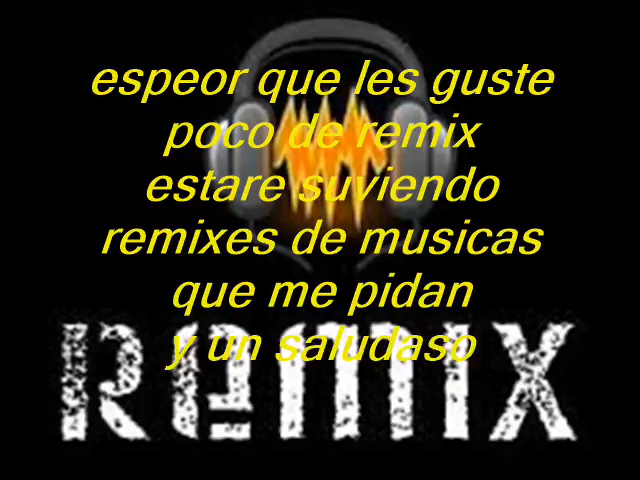 espeor que les guste
poco de remix
estare suviendo
remixes de musicas
que me pidan
y un saludaso
REMIX